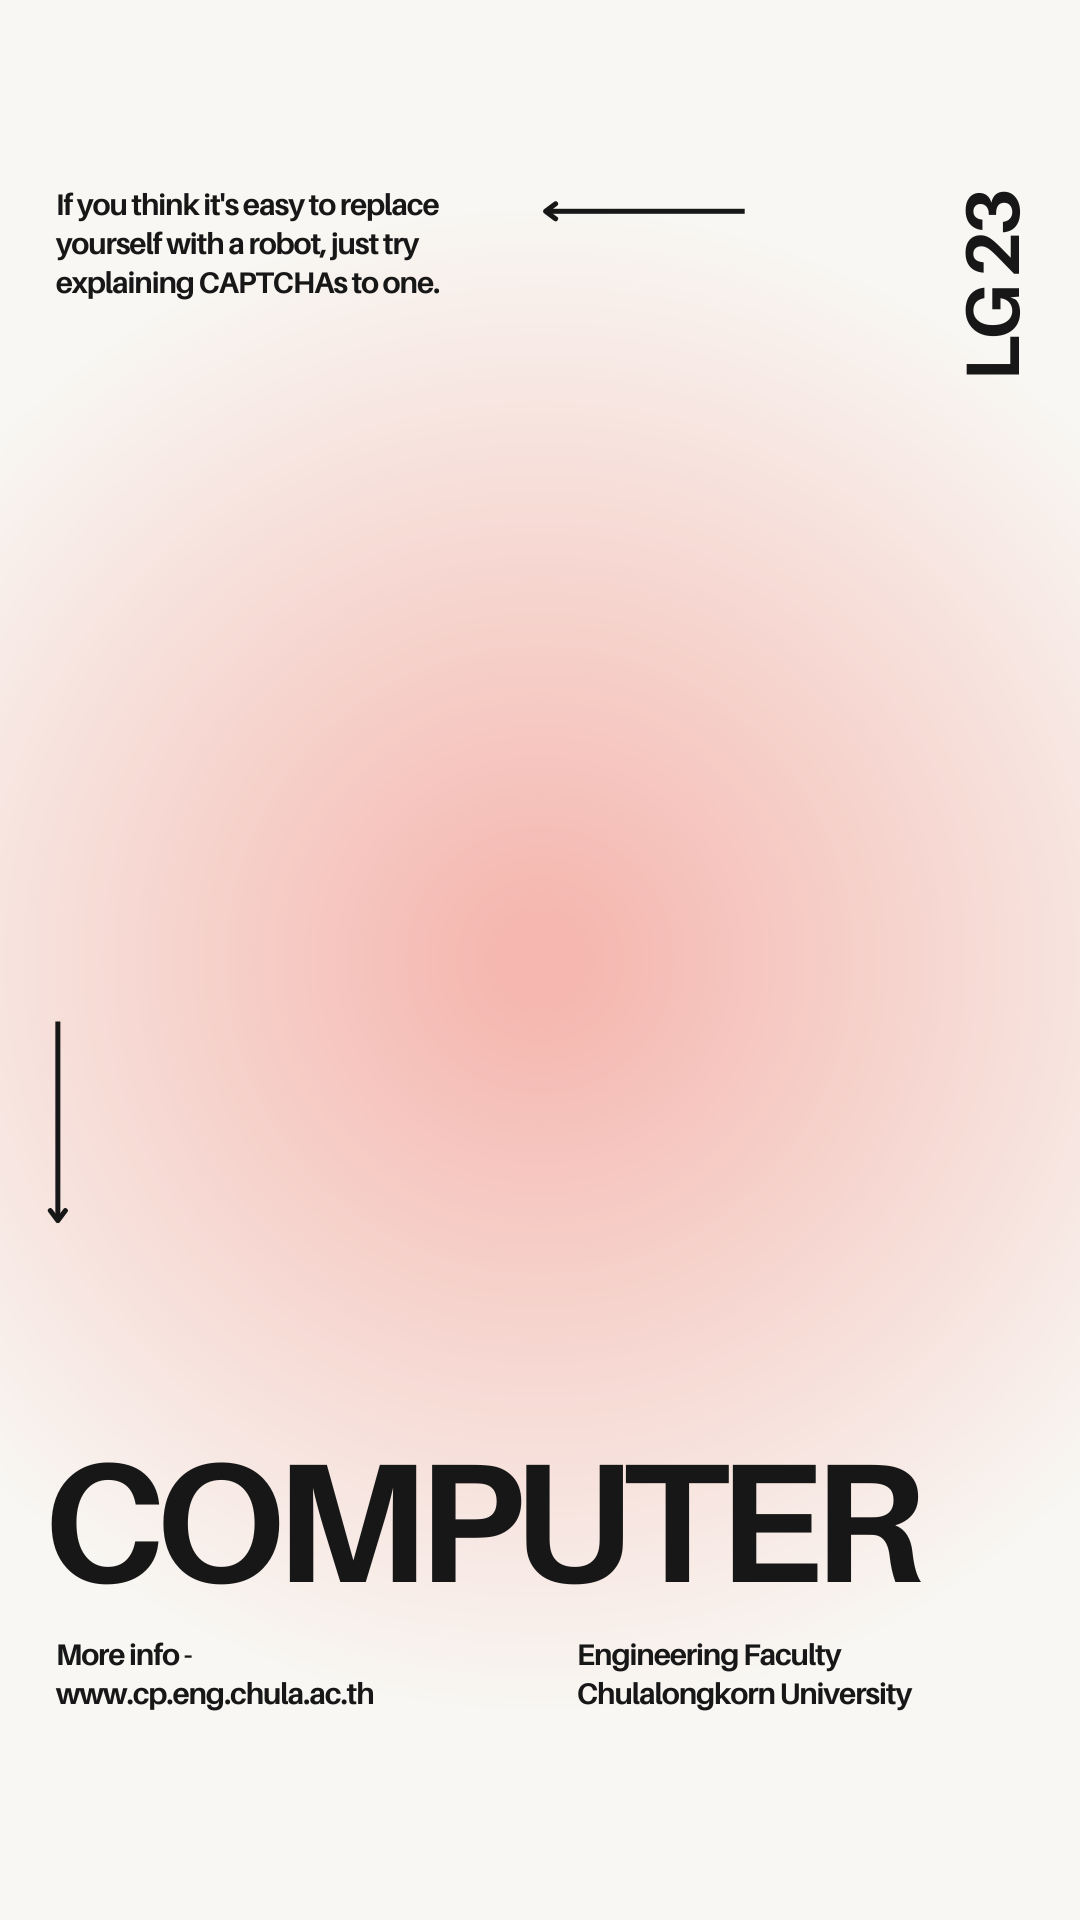 If you think it's easy to replace
yourself with a robot, just try
explaining CAPTCHAs to one.
LG 23
COMPUTER
More info -
www.cp.eng.chula.ac.th
Engineering Faculty
Chulalongkorn University